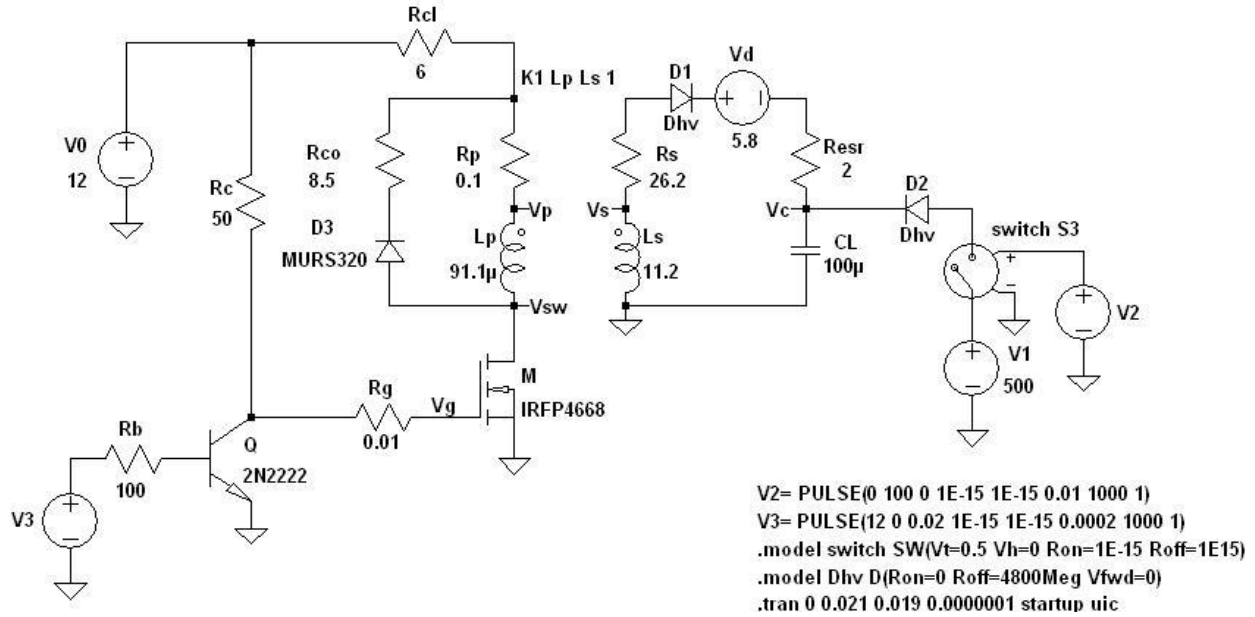 Rcl
6
K1 Lp Ls 1
V0
12
+
−
Rc
50
Rco
8.5
D3
MURS320
Rp
0.1
Vp
Lp
91.1µ
Vsw
D1
Dhv
Vd
+
−
5.8
Rs
26.2
Vs
Ls
11.2
Resr
2
Vc
CL
100µ
D2
Dhv
switch S3
+
−
V2
+
−
V1
500
+
−
M
IRFP4668
Rg
0.01
Vg
Q
2N2222
Rb
100
V3
+
−
V2= PULSE(0 100 0 1E-15 1E-15 0.01 1000 1)
V3= PULSE(12 0 0.02 1E-15 1E-15 0.0002 1000 1)
.model switch SW(Vt=0.5 Vh=0 Ron=1E-15 Roff=1E15)
.model Dhv D(Ron=0 Roff=4800Meg Vfwd=0)
.tran 0 0.021 0.019 0.0000001 startup uic